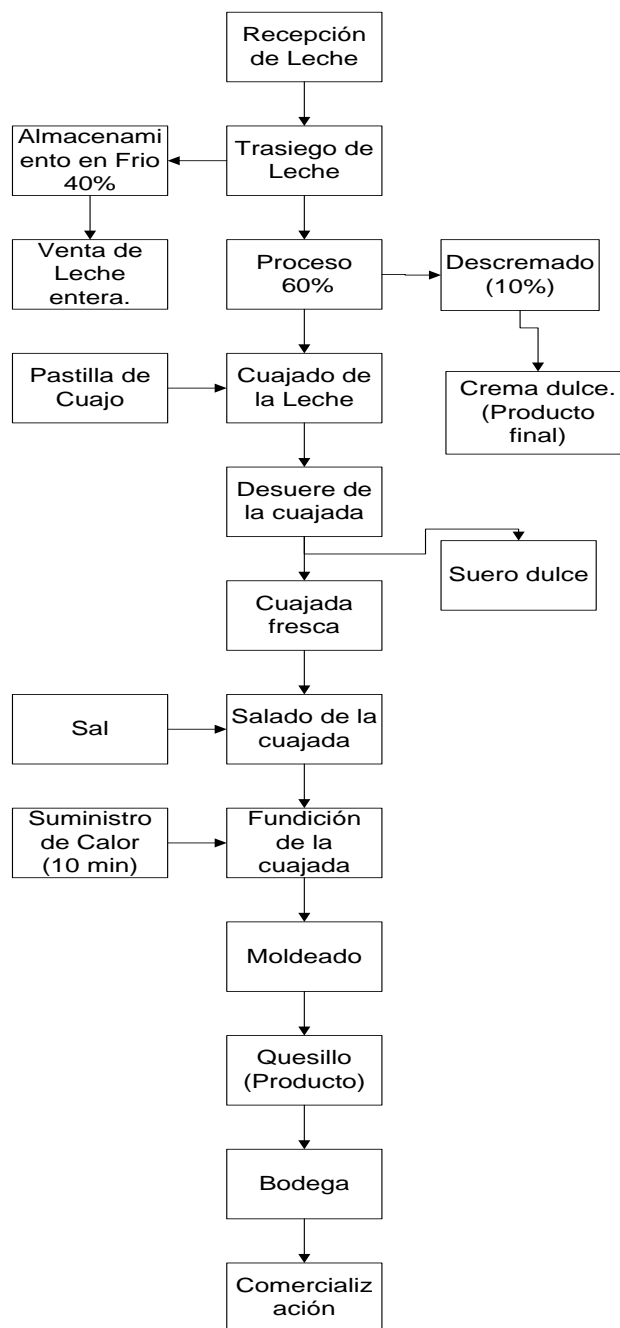 Recepción
de Leche
Almacenami
ento en Frio
40%
Trasiego de
Leche
Venta de
Leche
entera.
Proceso
60%
Descremado
(10%)
Pastilla de
Cuajo
Cuajado de
la Leche
Crema dulce.
(Producto
final)
Desuere de
la cuajada
Suero dulce
Cuajada
fresca
Sal
Salado de la
cuajada
Suministro
de Calor
(10 min)
Fundición
de la
cuajada
Moldeado
Quesillo
(Producto)
Bodega
Comercializ
ación